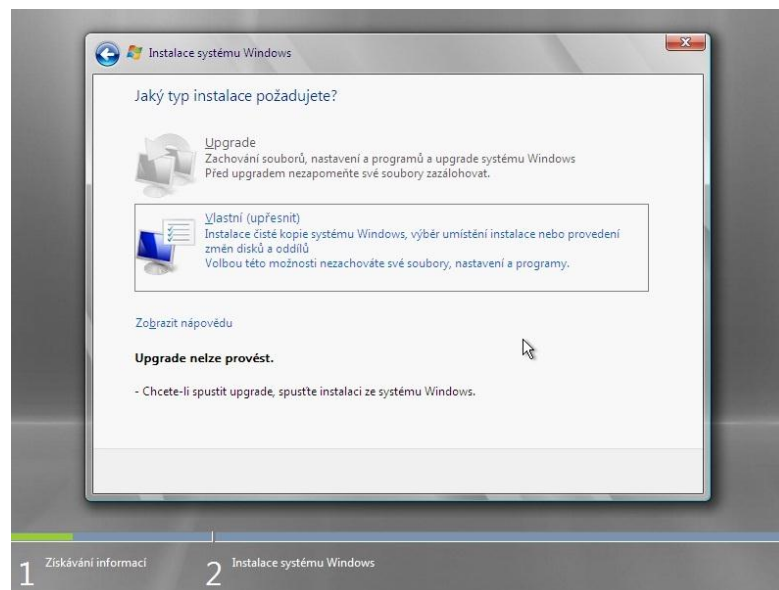 Instalace systému Windows
Jaký typ instalace požadujete?
Upgrade
Zachování souborů, nastavení a programů a upgrade systému Windows
Před upgradem nezapomeňte své soubory zazálohovat.
Vlastní (upřesnit)
Instalace čisté kopie systému Windows, výběr umístění instalace nebo provedení
změn disků a oddílů
Volbou této možnosti nezachováte své soubory, nastavení a programy.
Zobrazit nápovědu
Upgrade nelze provést.
- Chcete-li spustit upgrade, spusťte instalaci ze systému Windows.
1 Získávání informací
2 Instalace systému Windows